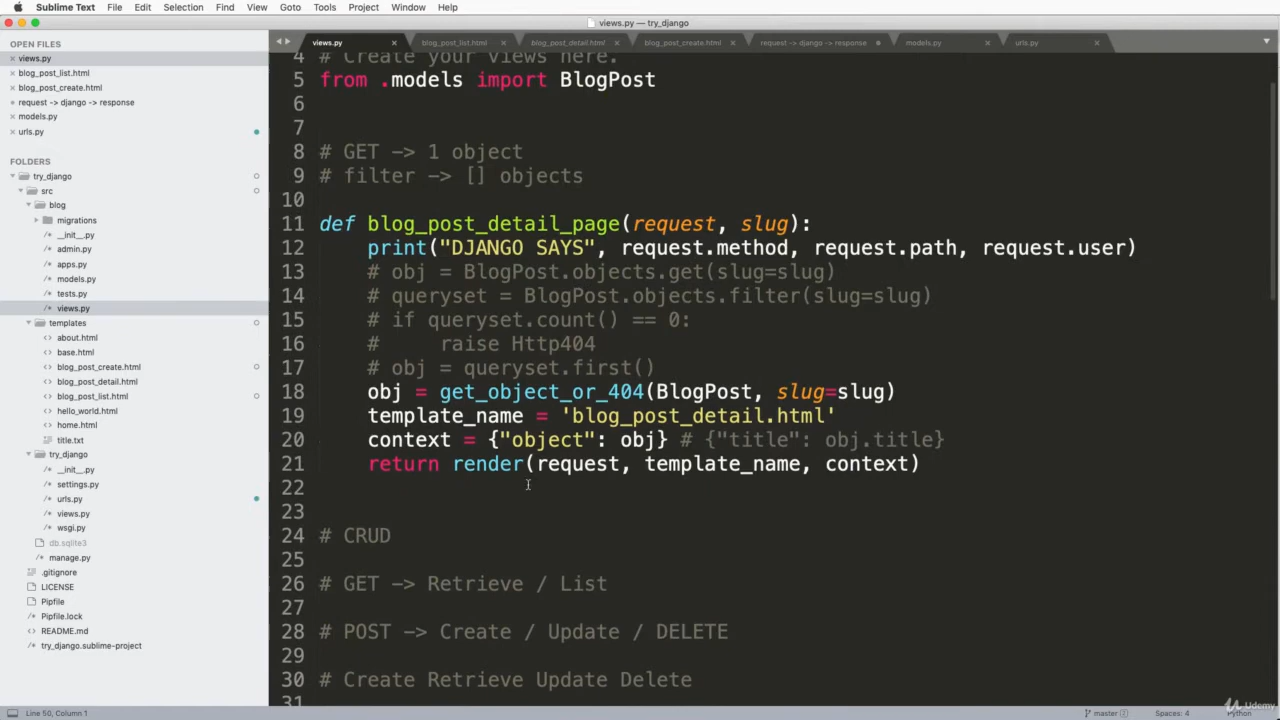 Sublime Text File Edit Selection Find View Goto Tools Project Window Help
views.py — try_django
OPEN FILES
views.py
blog_post_list.html
blog_post_create.html
request -> django -> response
models.py
urls.py
FOLDERS
try_django
src
blog
migrations
__init__.py
admin.py
apps.py
models.py
tests.py
views.py
templates
about.html
base.html
blog_post_create.html
blog_post_detail.html
blog_post_list.html
hello_world.html
home.html
title.txt
try_django
__init__.py
settings.py
urls.py
views.py
wsgi.py
db.sqlite3
manage.py
.gitignore
LICENSE
Pipfile
Pipfile.lock
README.md
try_django.sublime-project
views.py blog_post_list.html blog_post_detail.html blog_post_create.html request -> django -> response models.py urls.py
4 # Create your views here.
5 from .models import BlogPost
6
7
8 # GET -> 1 object
9 # filter -> [] objects
10
11 def blog_post_detail_page(request, slug):
12 print("DJANGO SAYS", request.method, request.path, request.user)
13 # obj = BlogPost.objects.get(slug=slug)
14 # queryset = BlogPost.objects.filter(slug=slug)
15 # if queryset.count() == 0:
16 # raise Http404
17 # obj = queryset.first()
18 obj = get_object_or_404(BlogPost, slug=slug)
19 template_name = 'blog_post_detail.html'
20 context = {"object": obj} # {"title": obj.title}
21 return render(request, template_name, context)
22
23
24 # CRUD
25
26 # GET -> Retrieve / List
27
28 # POST -> Create / Update / DELETE
29
30 # Create Retrieve Update Delete
31
Line 50, Column 1
master 2 Spaces: 4 Python
Udemy